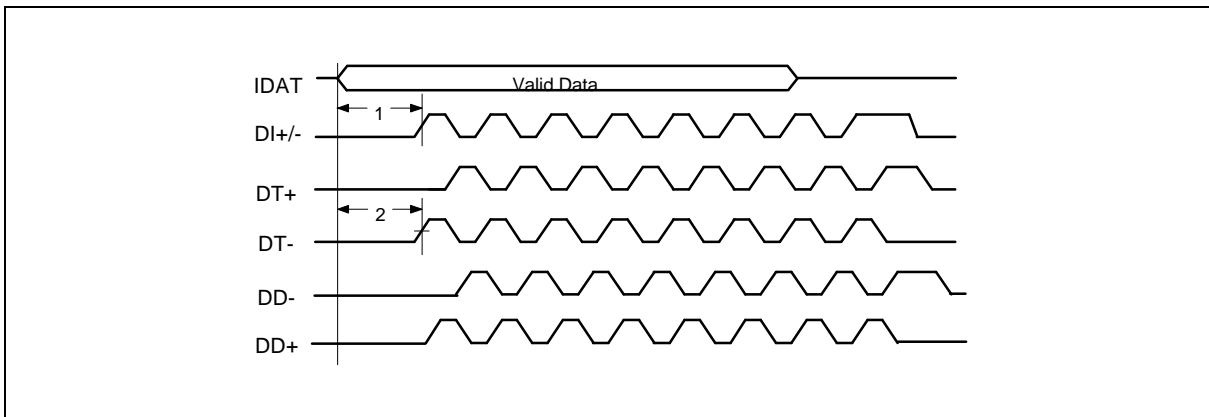 IDAT
Valid Data
1
DI+/-
DT+
2
DT-
DD-
DD+